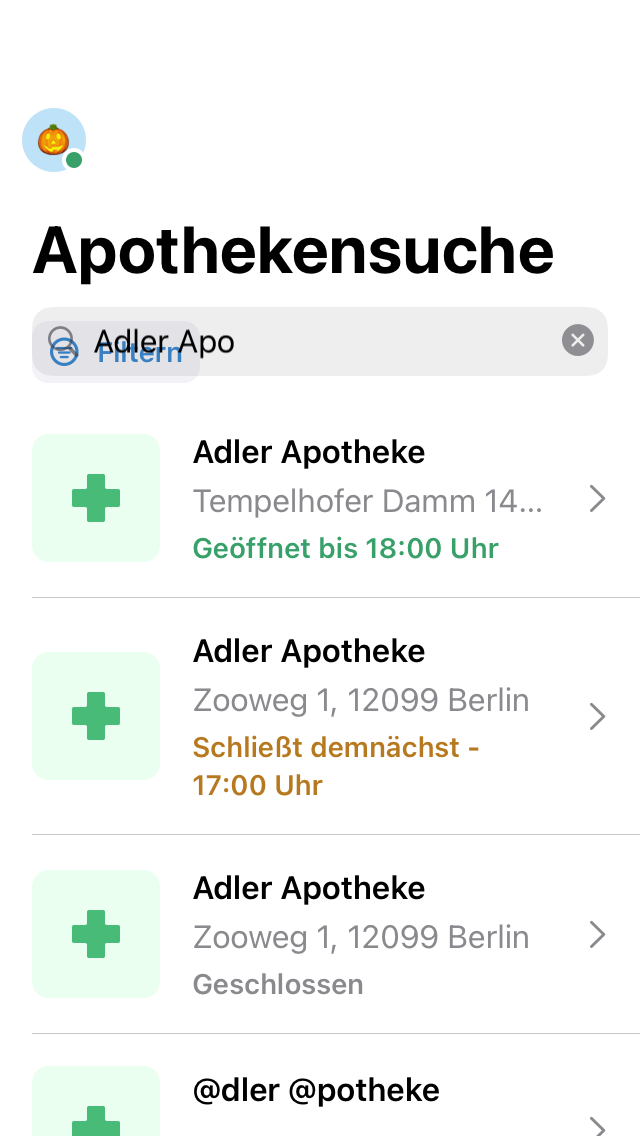 Apothekensuche
Adler Apo
Filtern
Adler Apotheke
Tempelhofer Damm 14...
Geöffnet bis 18:00 Uhr
Adler Apotheke
Zooweg 1, 12099 Berlin
Schließt demnächst -
17:00 Uhr
Adler Apotheke
Zooweg 1, 12099 Berlin
Geschlossen
@dler @potheke